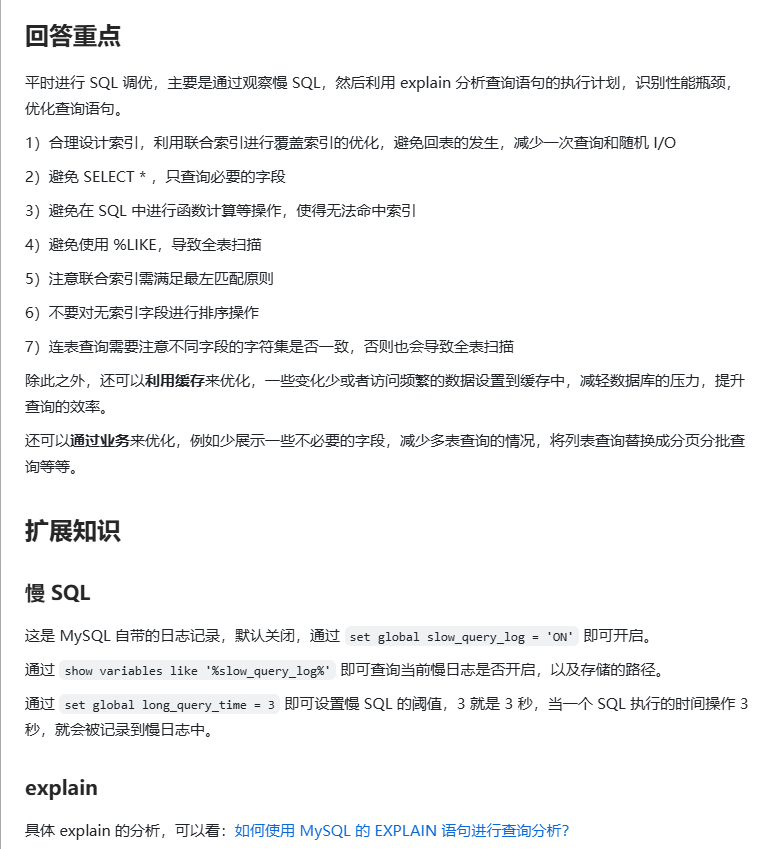 回答重点
平时进行 SQL 调优，主要是通过观察慢 SQL，然后利用 explain 分析查询语句的执行计划，识别性能瓶颈，
优化查询语句。
1）合理设计索引，利用联合索引进行覆盖索引的优化，避免回表的发生，减少一次查询和随机 I/O
2）避免 SELECT * ，只查询必要的字段
3）避免在 SQL 中进行函数计算等操作，使得无法命中索引
4）避免使用 %LIKE，导致全表扫描
5）注意联合索引需满足最左匹配原则
6）不要对无索引字段进行排序操作
7）连表查询需要注意不同字段的字符集是否一致，否则也会导致全表扫描
除此之外，还可以利用缓存来优化，一些变化少或者访问频繁的数据设置到缓存中，减轻数据库的压力，提升
查询的效率。
还可以通过业务来优化，例如少展示一些不必要的字段，减少多表查询的情况，将列表查询替换成分页分批查
询等等。
扩展知识
慢 SQL
这是 MySQL 自带的日志记录，默认关闭，通过 set global slow_query_log = 'ON' 即可开启。
通过 show variables like '%slow_query_log%' 即可查询当前慢日志是否开启，以及存储的路径。
通过 set global long_query_time = 3 即可设置慢 SQL 的阈值，3 就是 3 秒，当一个 SQL 执行的时间操作 3
秒，就会被记录到慢日志中。
explain
具体 explain 的分析，可以看：如何使用 MySQL 的 EXPLAIN 语句进行查询分析？